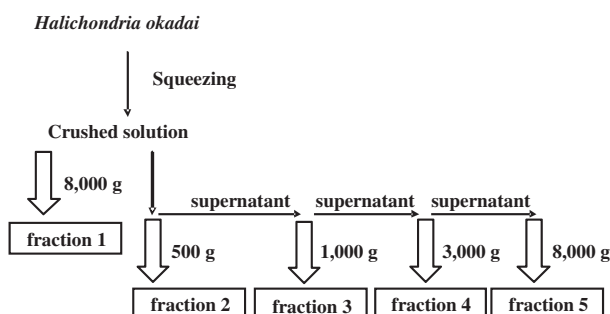 Halichondria okadai
Squeezing
Crushed solution
8,000 g
supernatant supernatant supernatant
fraction 1
500 g 1,000 g 3,000 g 8,000 g
fraction 2 fraction 3 fraction 4 fraction 5